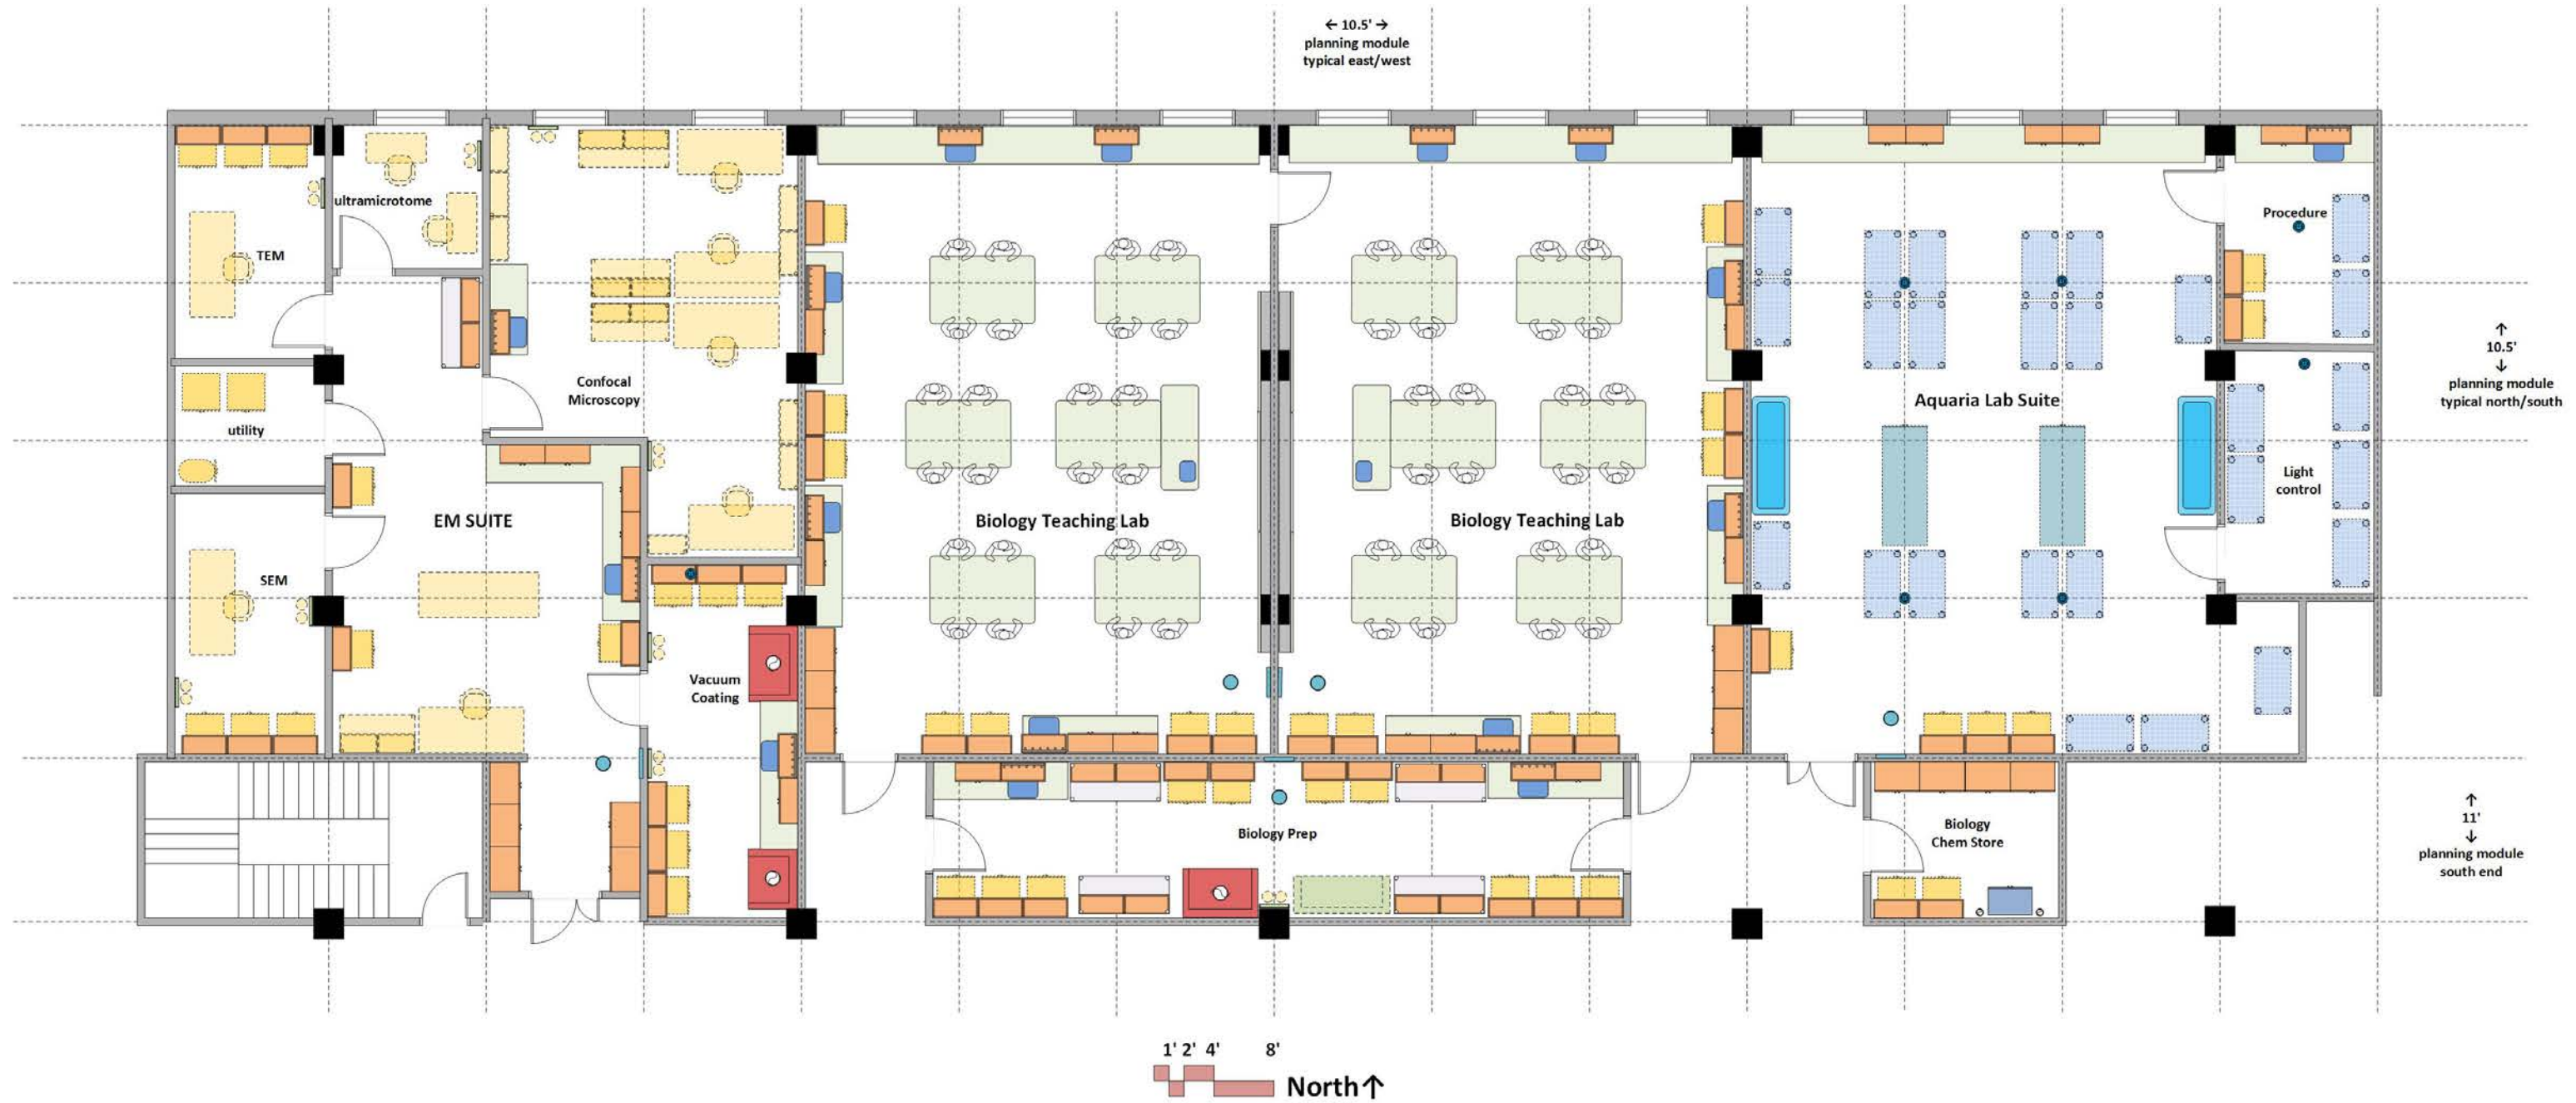 ← 10.5' →
planning module
typical east/west
ultramicrotome
TEM
Procedure
↑
10.5'
↓
planning module
typical north/south
Confocal
Microscopy
Aquaria Lab Suite
utility
Light
control
EM SUITE
Biology Teaching Lab
Biology Teaching Lab
SEM
Vacuum
Coating
Biology Prep
Biology
Chem Store
↑
11'
↓
planning module
south end
1' 2' 4' 8'
North↑